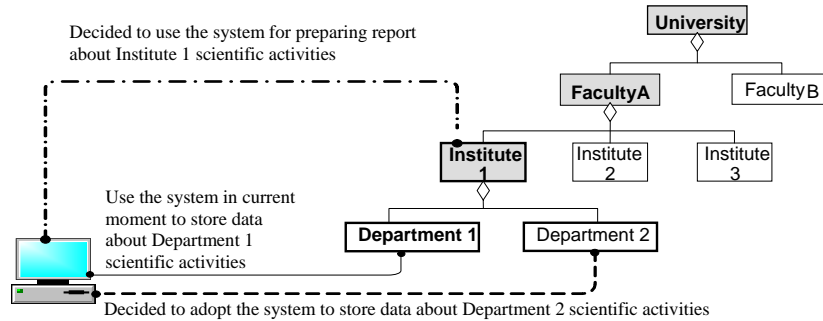 Decided to use the system for preparing report
about Institute 1 scientific activities
University
FacultyA
FacultyB
Institute
1
Institute
2
Institute
3
Use the system in current
moment to store data
about Department 1
scientific activities
Department 1
Department 2
Decided to adopt the system to store data about Department 2 scientific activities